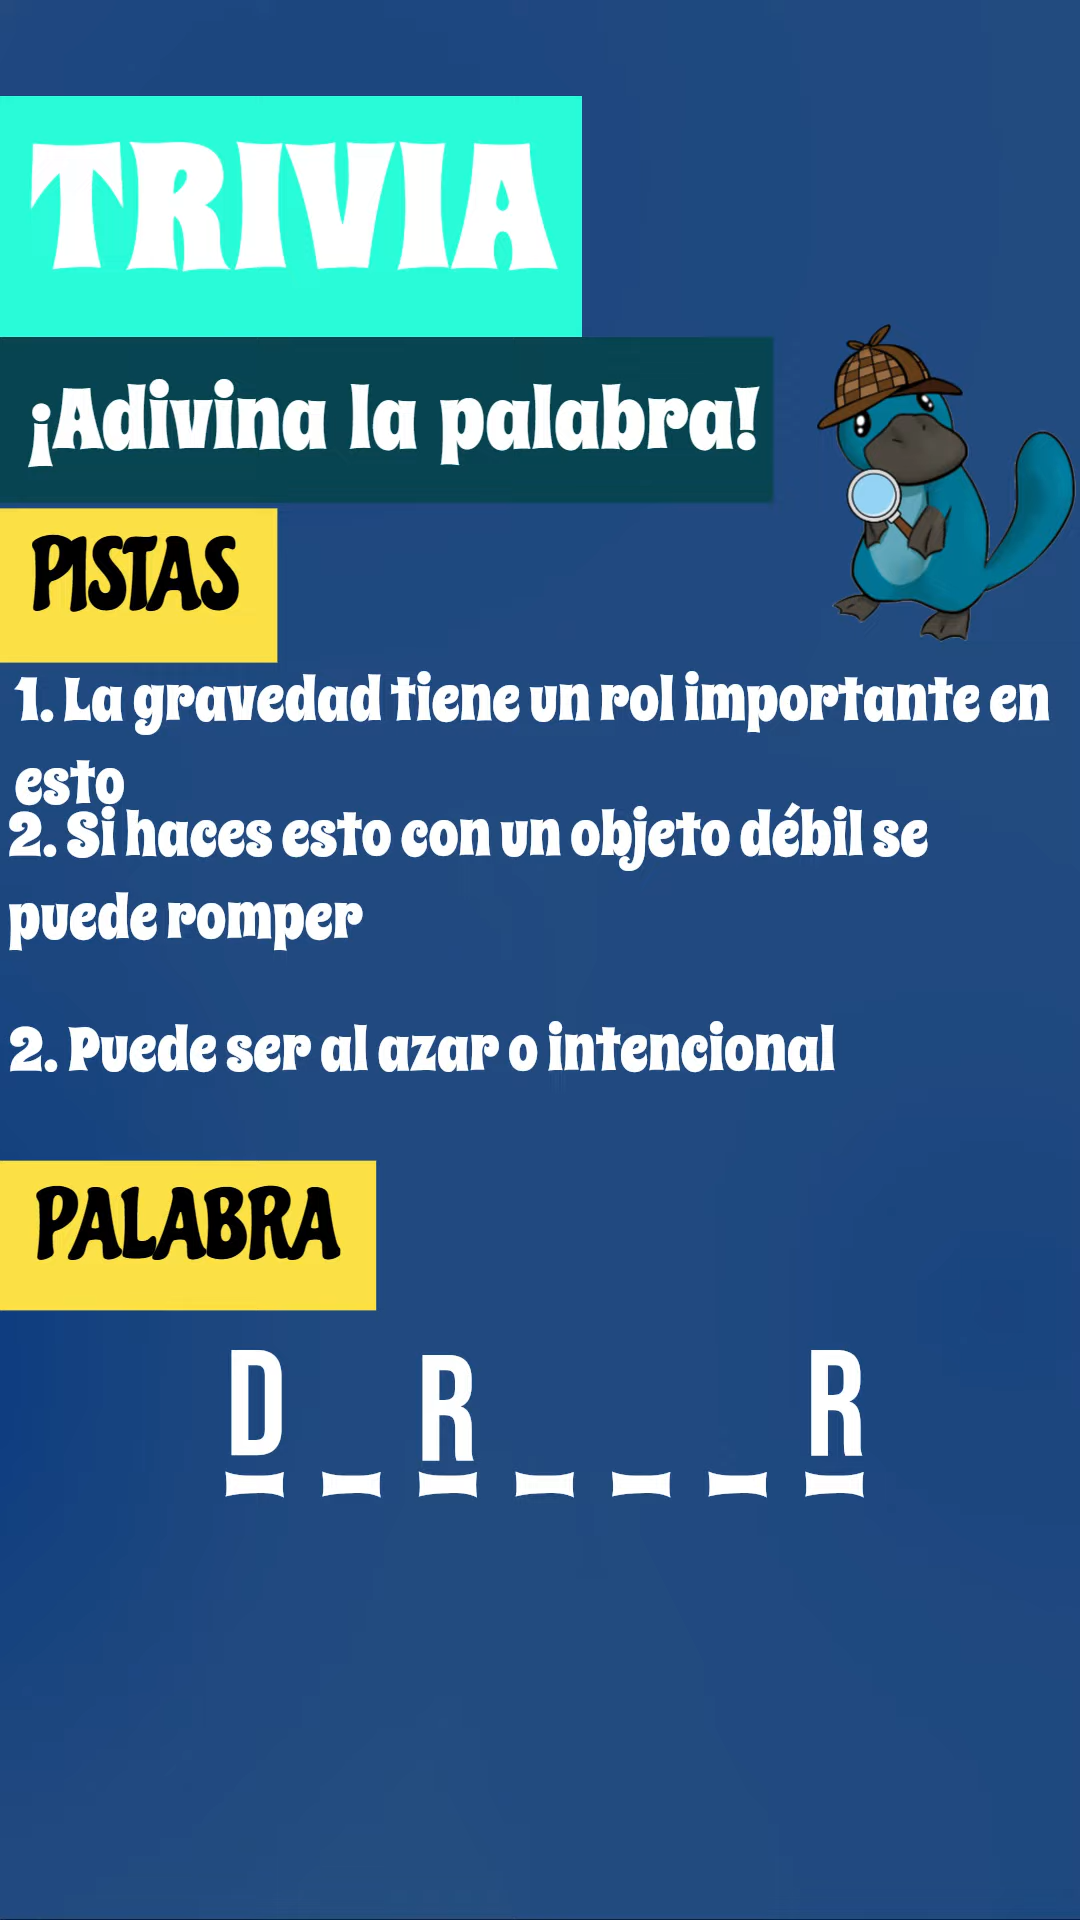 TRIVIA
¡Adivina la palabra!
PISTAS
1. La gravedad tiene un rol importante en
esto
2. Si haces esto con un objeto débil se
puede romper
2. Puede ser al azar o intencional
PALABRA
D _ R _ _ _ R